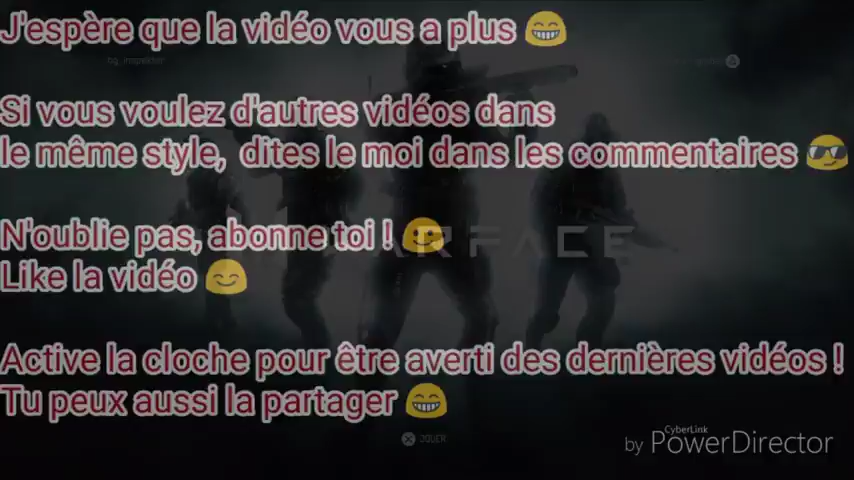 J'espère que la vidéo vous a plus 😁
Si vous voulez d'autres vidéos dans
le même style, dites le moi dans les commentaires 😎
N'oublie pas, abonne toi ! 😉
WARFACE
Like la vidéo 😊
Active la cloche pour être averti des dernières vidéos !
Tu peux aussi la partager 😁
JOUER
CyberLink
by PowerDirector